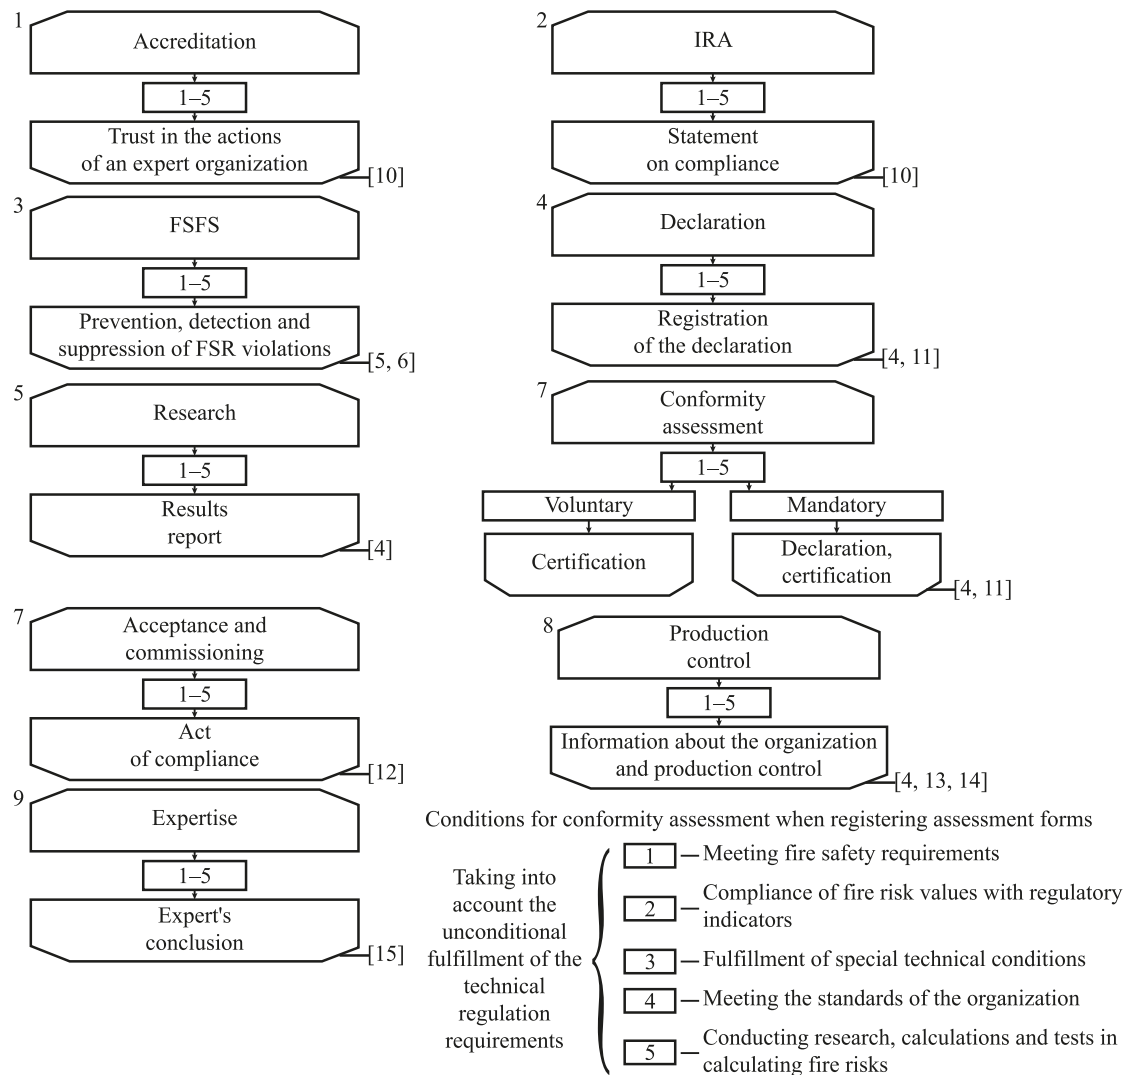 1
Accreditation
1–5
Trust in the actions
of an expert organization
[10]
2
IRA
1–5
Statement
on compliance
[10]
3
FSFS
1–5
Prevention, detection and
suppression of FSR violations
[5, 6]
4
Declaration
1–5
Registration
of the declaration
[4, 11]
5
Research
1–5
Results
report
[4]
7
Conformity
assessment
1–5
Voluntary
Mandatory
Certification
Declaration,
certification
[4, 11]
7
Acceptance and
commissioning
1–5
Act
of compliance
[12]
8
Production
control
1–5
Information about the organization
and production control
[4, 13, 14]
9
Expertise
1–5
Expert's
conclusion
[15]
Conditions for conformity assessment when registering assessment forms
Taking into
account the
unconditional
fulfillment of the
technical
regulation
requirements
1 – Meeting fire safety requirements
2 – Compliance of fire risk values with regulatory
indicators
3 – Fulfillment of special technical conditions
4 – Meeting the standards of the organization
5 – Conducting research, calculations and tests in
calculating fire risks